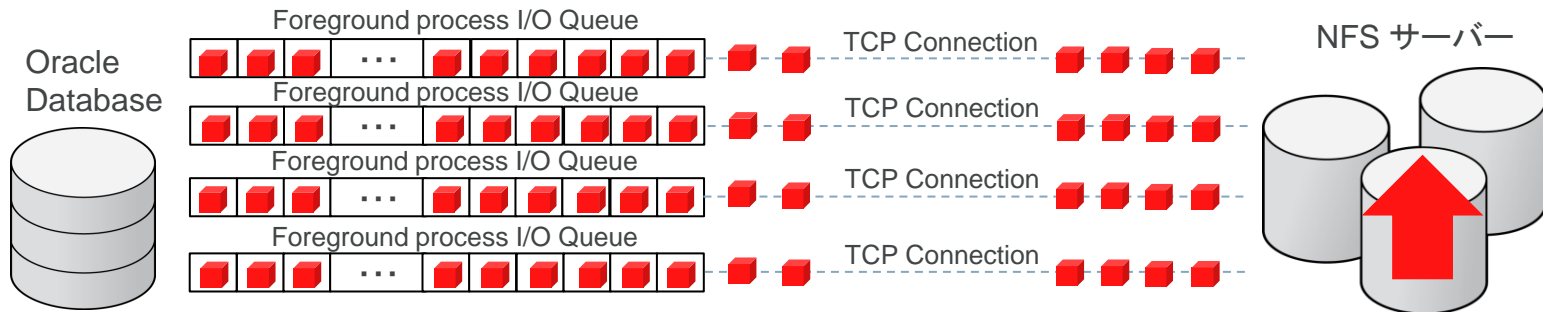 Oracle
Database
Foreground process I/O Queue
...
TCP Connection
Foreground process I/O Queue
...
TCP Connection
Foreground process I/O Queue
...
TCP Connection
Foreground process I/O Queue
...
TCP Connection
NFS サーバー